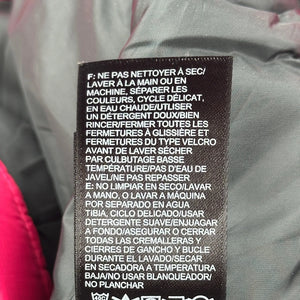 F: NE PAS NETTOYER À SEC/
LAVER À LA MAIN OU EN
MACHINE, SÉPARER LES
COULEURS, CYCLE DÉLICAT,
EN EAU CHAUDE/UTILISER
UN DÉTERGENT DOUX/BIEN
RINCER/FERMER TOUTES LES
FERMETURES À GLISSIÈRE ET
FERMETURES DU TYPE VELCRO
AVANT DE LAVER SÉCHER
PAR CULBUTAGE BASSE
TEMPÉRATURE/PAS D'EAU DE
JAVEL/NE PAS REPASSER
E: NO LIMPIAR EN SECO/LAVAR
A MANO, O LAVAR A MÁQUINA
POR SEPARADO EN AGUA
TIBIA, CICLO DELICADO/USAR
DETERGENTE SUAVE/ENJUAGAR
A FONDO/ASEGURAR O CERRAR
TODAS LAS CREMALLERAS Y
CIERRES DE GANCHO Y BUCLE
DURANTE EL LAVADO/SECAR
EN SECADORA A TEMPERATURA
BAJA/NO USAR BLANQUEADOR/
NO PLANCHAR